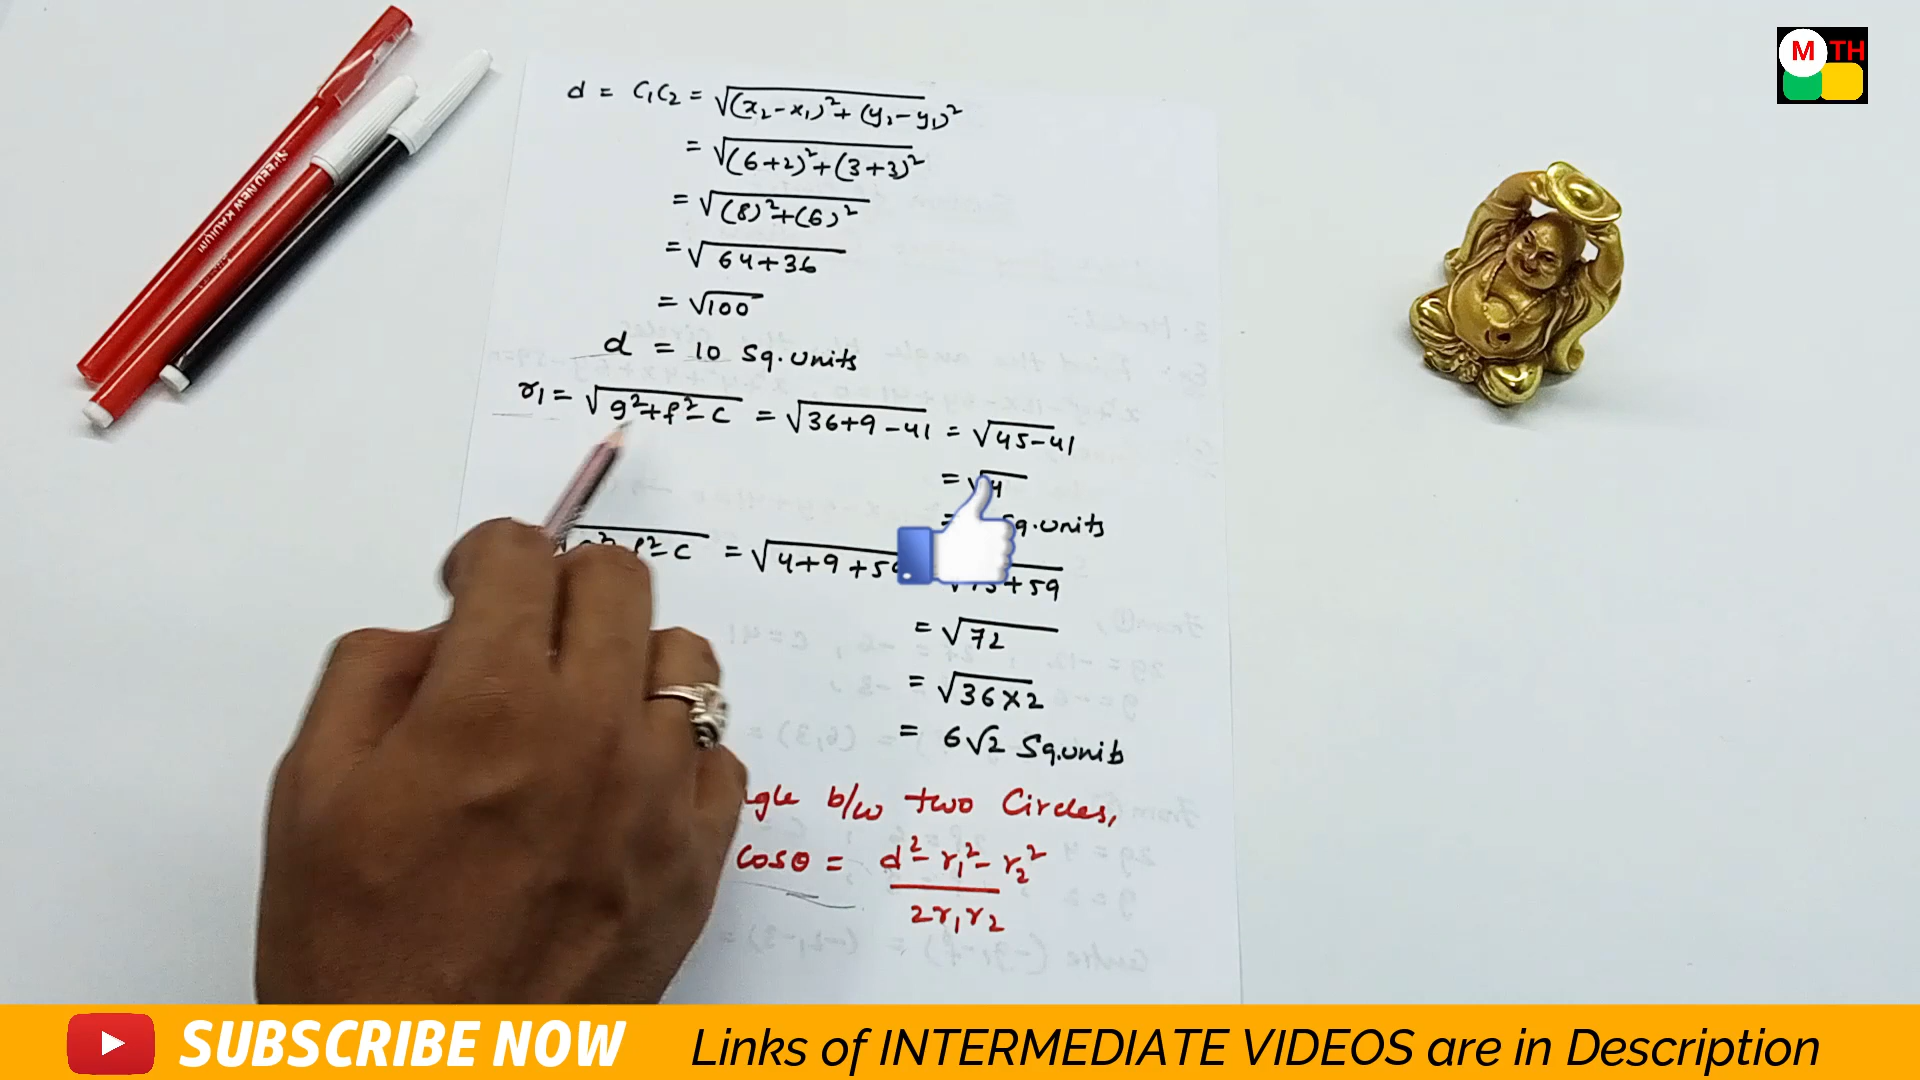 d = C₁C₂ = √(x₂-x₁)²+(y₂-y₁)²
= √(6+2)²+(3+3)²
= √(8)²+(6)²
= √64+36
= √100
d = 10 Sq.units
r₁ = √g²+f²-c = √36+9-41 = √45-41
= √4
= Sq.units
f²-c = √4+9+59 +59
= √72
= √36×2
= 6√2 Sq.units
b/w two Circles,
Cosθ = d²-r₁²-r₂²
2r₁r₂
M TH
SUBSCRIBE NOW
Links of INTERMEDIATE VIDEOS are in Description